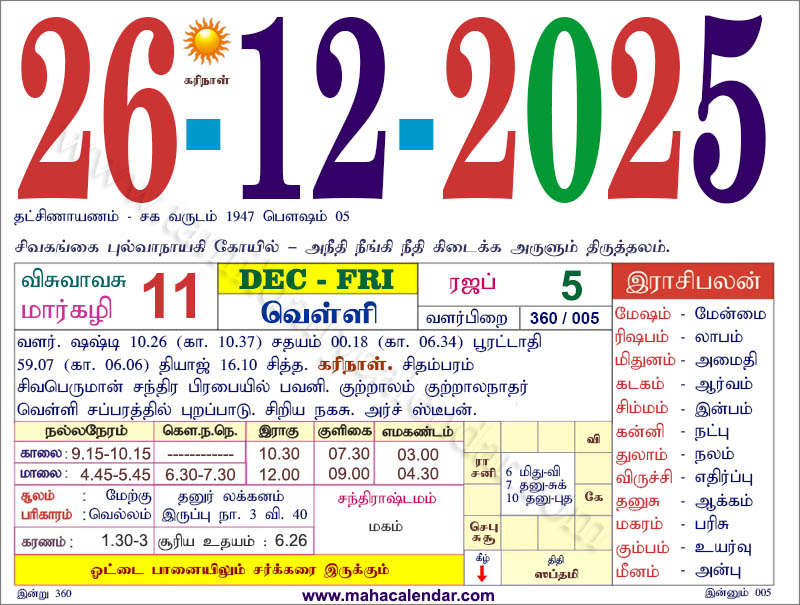 26-12-2025
கரிநாள்
தட்சிணாயணம் - சக வருடம் 1947 பௌஷம் 05
சிவகங்கை புல்வாநாயகி கோயில் – அநீதி நீங்கி நீதி கிடைக்க அருளும் திருத்தலம்.
விசுவாவசு
மார்கழி 11
DEC - FRI
வெள்ளி
ரஜப் 5
வளர்பிறை 360 / 005
வளர். ஷஷ்டி 10.26 (கா. 10.37) சதயம் 00.18 (கா. 06.34) பூரட்டாதி
59.07 (கா. 06.06) தியாஜ் 16.10 சித்த. கரிநாள். சிதம்பரம்
சிவபெருமான் சந்திர பிரபையில் பவனி. குற்றாலம் குற்றாலநாதர்
வெள்ளி சப்பரத்தில் புறப்பாடு. சிறிய நகசு. அர்ச் ஸ்டீபன்.
நல்லநேரம் கௌ.ந.நெ. இராகு குளிகை எமகண்டம்
காலை: 9.15-10.15 ------------ 10.30 07.30 03.00
மாலை: 4.45-5.45 6.30-7.30 12.00 09.00 04.30
சூலம் : மேற்கு
பரிகாரம் : வெல்லம்
தனுர் லக்கனம்
இருப்பு நா. 3 வி. 40
சந்திராஷ்டமம்
மகம்
கரணம் : 1.30-3 சூரிய உதயம் : 6.26
ஓட்டை பானையிலும் சர்க்கரை இருக்கும்
வி
ரா
சனி
6 மிது-வி
7 தனு-சுக்
10 தனு-புத
கே
செபு
சுசூ
கீழ்
திதி
ஸப்தமி
இராசிபலன்
மேஷம் - மேன்மை
ரிஷபம் - லாபம்
மிதுனம் - அமைதி
கடகம் - ஆர்வம்
சிம்மம் - இன்பம்
கன்னி - நட்பு
துலாம் - நலம்
விருச்சி - எதிர்ப்பு
தனுசு - ஆக்கம்
மகரம் - பரிசு
கும்பம் - உயர்வு
மீனம் - அன்பு
இன்று 360
www.mahacalendar.com
இன்னும் 005